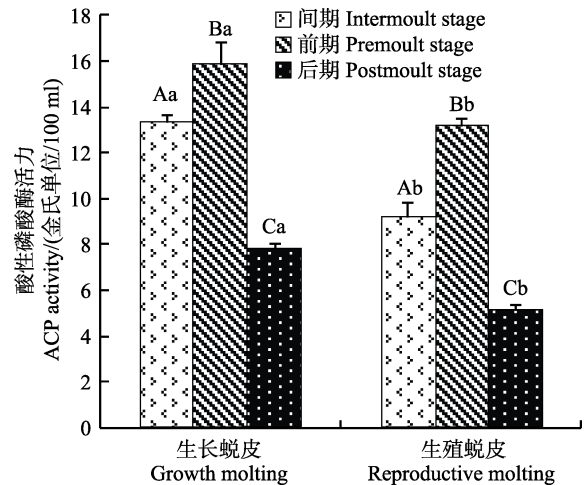 酸性磷酸酶活力
ACP activity/(金氏单位/100 ml)
18
16
14
12
10
8
6
4
2
0
间期 Intermoult stage
前期 Premoult stage
后期 Postmoult stage
Aa
Ba
Ca
Ab
Bb
Cb
生长蜕皮
Growth molting
生殖蜕皮
Reproductive molting